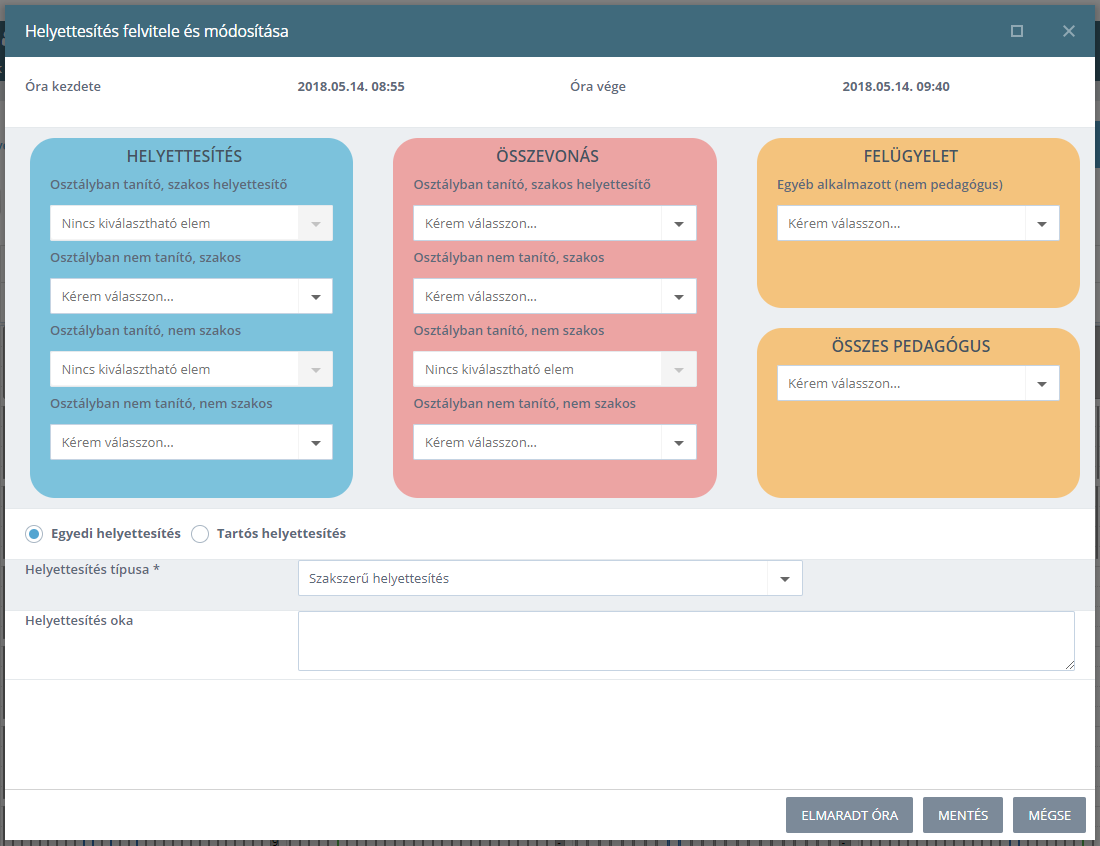 Helyettesítés felvitele és módosítása
Óra kezdete 2018.05.14. 08:55 Óra vége 2018.05.14. 09:40
HELYETTESÍTÉS
Osztályban tanító, szakos helyettesítő
Nincs kiválasztható elem
Osztályban nem tanító, szakos
Kérem válasszon...
Osztályban tanító, nem szakos
Nincs kiválasztható elem
Osztályban nem tanító, nem szakos
Kérem válasszon...
ÖSSZEVONÁS
Osztályban tanító, szakos helyettesítő
Kérem válasszon...
Osztályban nem tanító, szakos
Kérem válasszon...
Osztályban tanító, nem szakos
Nincs kiválasztható elem
Osztályban nem tanító, nem szakos
Kérem válasszon...
FELÜGYELET
Egyéb alkalmazott (nem pedagógus)
Kérem válasszon...
ÖSSZES PEDAGÓGUS
Kérem válasszon...
Egyedi helyettesítés Tartós helyettesítés
Helyettesítés típusa * Szakszerű helyettesítés
Helyettesítés oka
ELMARADT ÓRA MENTÉS MÉGSE